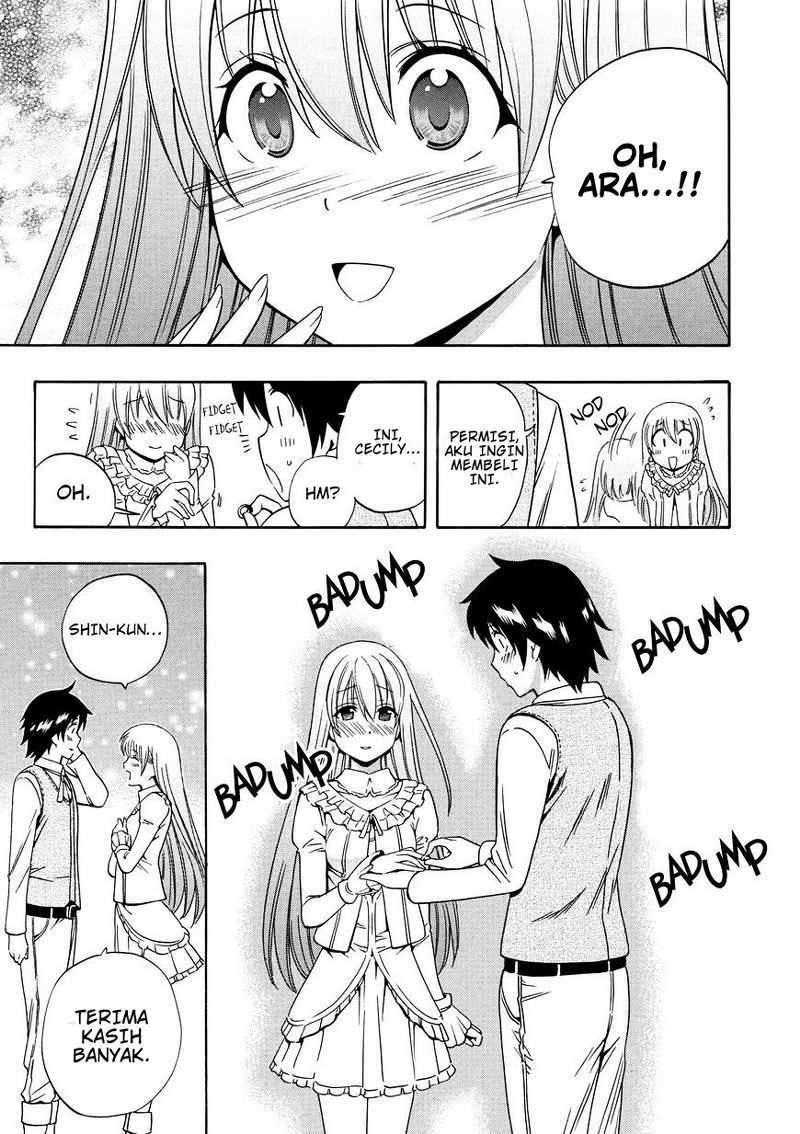 OH,
ARA...!!
NOD
NOD
PERMISI,
AKU INGIN
MEMBELI
INI.
INI,
CECILY...
HM?
FIDGET
FIDGET
OH.
BADUMP
BADUMP
BADUMP
BADUMP
SHIN-KUN...
TERIMA
KASIH
BANYAK.